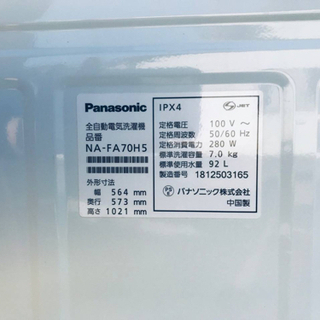 Panasonic
全自動電気洗濯機
品番
NA-FA70H5
外形寸法
幅 564 mm
奥行 573 mm
高さ 1021 mm
IPX4
JET
定格電圧 100 V ～
定格周波数 50/60 Hz
定格消費電力 280 W
標準洗濯容量 7.0 kg
標準使用水量 92 L
製造番号 1812503165
パナソニック株式会社
中国製